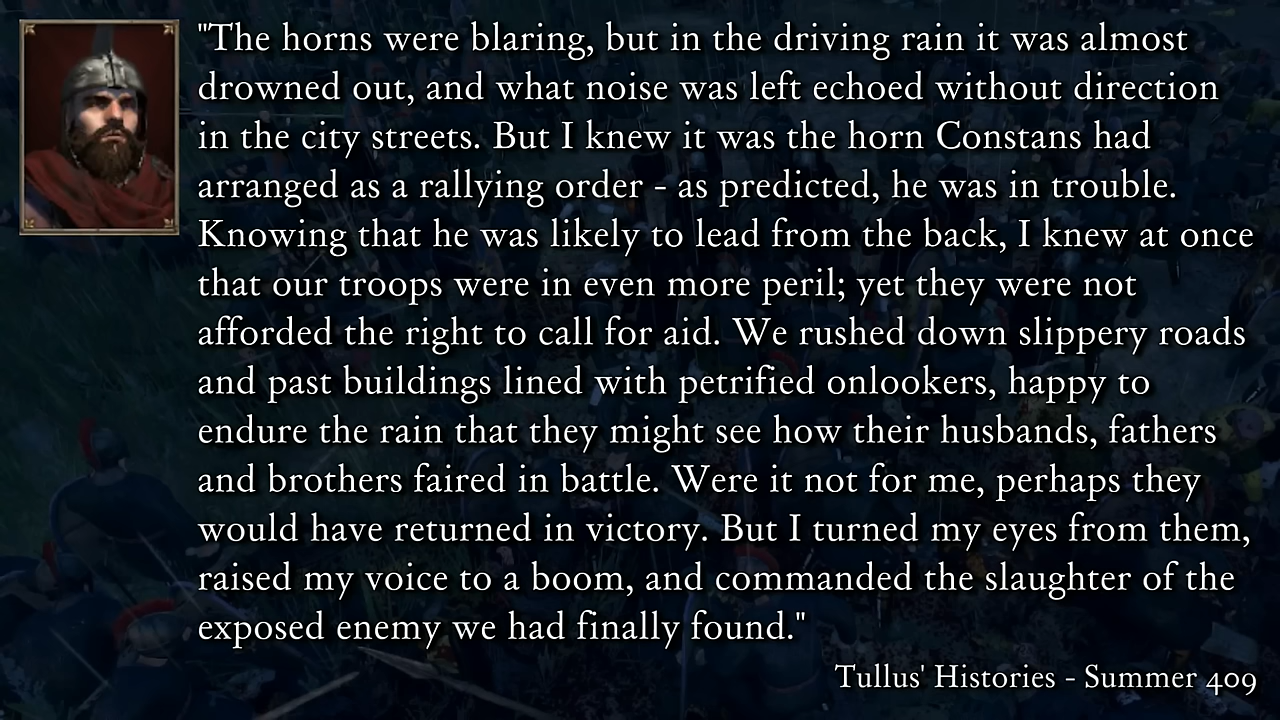 "The horns were blaring, but in the driving rain it was almost
drowned out, and what noise was left echoed without direction
in the city streets. But I knew it was the horn Constans had
arranged as a rallying order - as predicted, he was in trouble.
Knowing that he was likely to lead from the back, I knew at once
that our troops were in even more peril; yet they were not
afforded the right to call for aid. We rushed down slippery roads
and past buildings lined with petrified onlookers, happy to
endure the rain that they might see how their husbands, fathers
and brothers faired in battle. Were it not for me, perhaps they
would have returned in victory. But I turned my eyes from them,
raised my voice to a boom, and commanded the slaughter of the
exposed enemy we had finally found."
Tullus' Histories - Summer 409